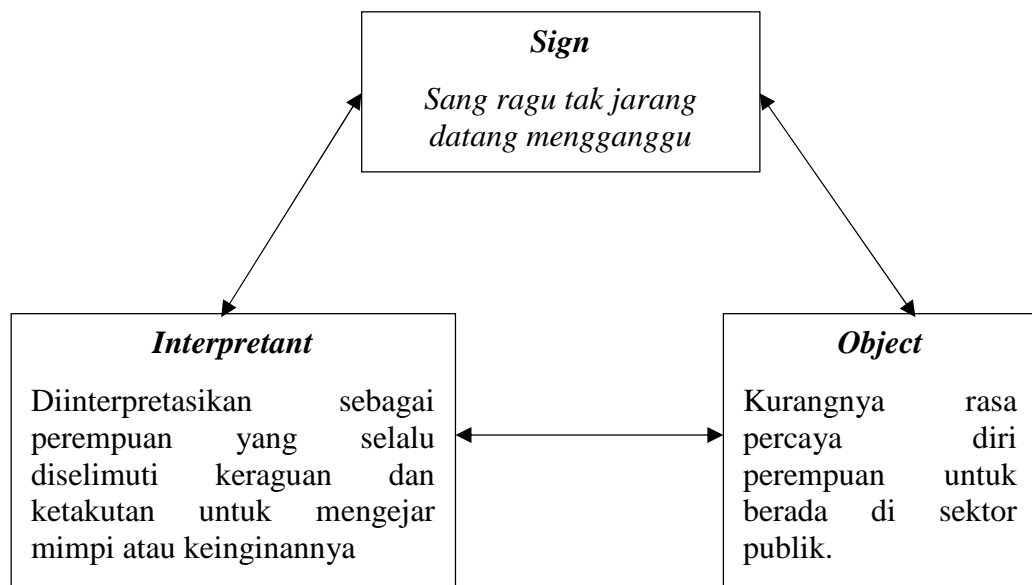 Sign
Sang ragu tak jarang
datang mengganggu
Interpretant
Diinterpretasikan sebagai
perempuan yang selalu
diselimuti keraguan dan
ketakutan untuk mengejar
mimpi atau keinginannya
Object
Kurangnya rasa
percaya diri
perempuan untuk
berada di sektor
publik.